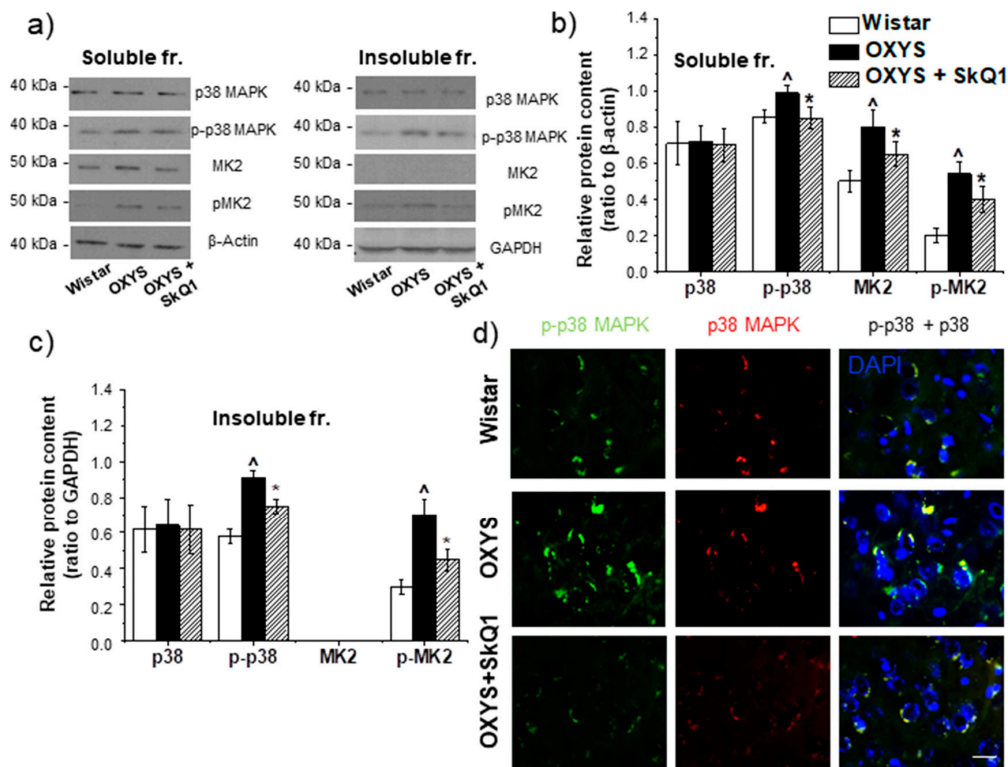 a)
Soluble fr.
40 kDa -
p38 MAPK
40 kDa -
p-p38 MAPK
50 kDa -
MK2
50 kDa -
pMK2
40 kDa -
β-Actin
Wistar
OXYS
OXYS +
SkQ1
Insoluble fr.
40 kDa -
p38 MAPK
40 kDa -
p-p38 MAPK
50 kDa -
MK2
50 kDa -
pMK2
40 kDa -
GAPDH
Wistar
OXYS
OXYS +
SkQ1
b)
Wistar
OXYS
OXYS + SkQ1
Soluble fr.
Relative protein content
(ratio to β-actin)
1.4
1.2
1.0
0.8
0.6
0.4
0.2
0.0
^
*
^
*
^
*
p38
p-p38
MK2
p-MK2
c)
Insoluble fr.
Relative protein content
(ratio to GAPDH)
1.4
1.2
1.0
0.8
0.6
0.4
0.2
0.0
^
*
^
*
p38
p-p38
MK2
p-MK2
d)
p-p38 MAPK
p38 MAPK
p-p38 + p38
DAPI
Wistar
OXYS
OXYS+SkQ1